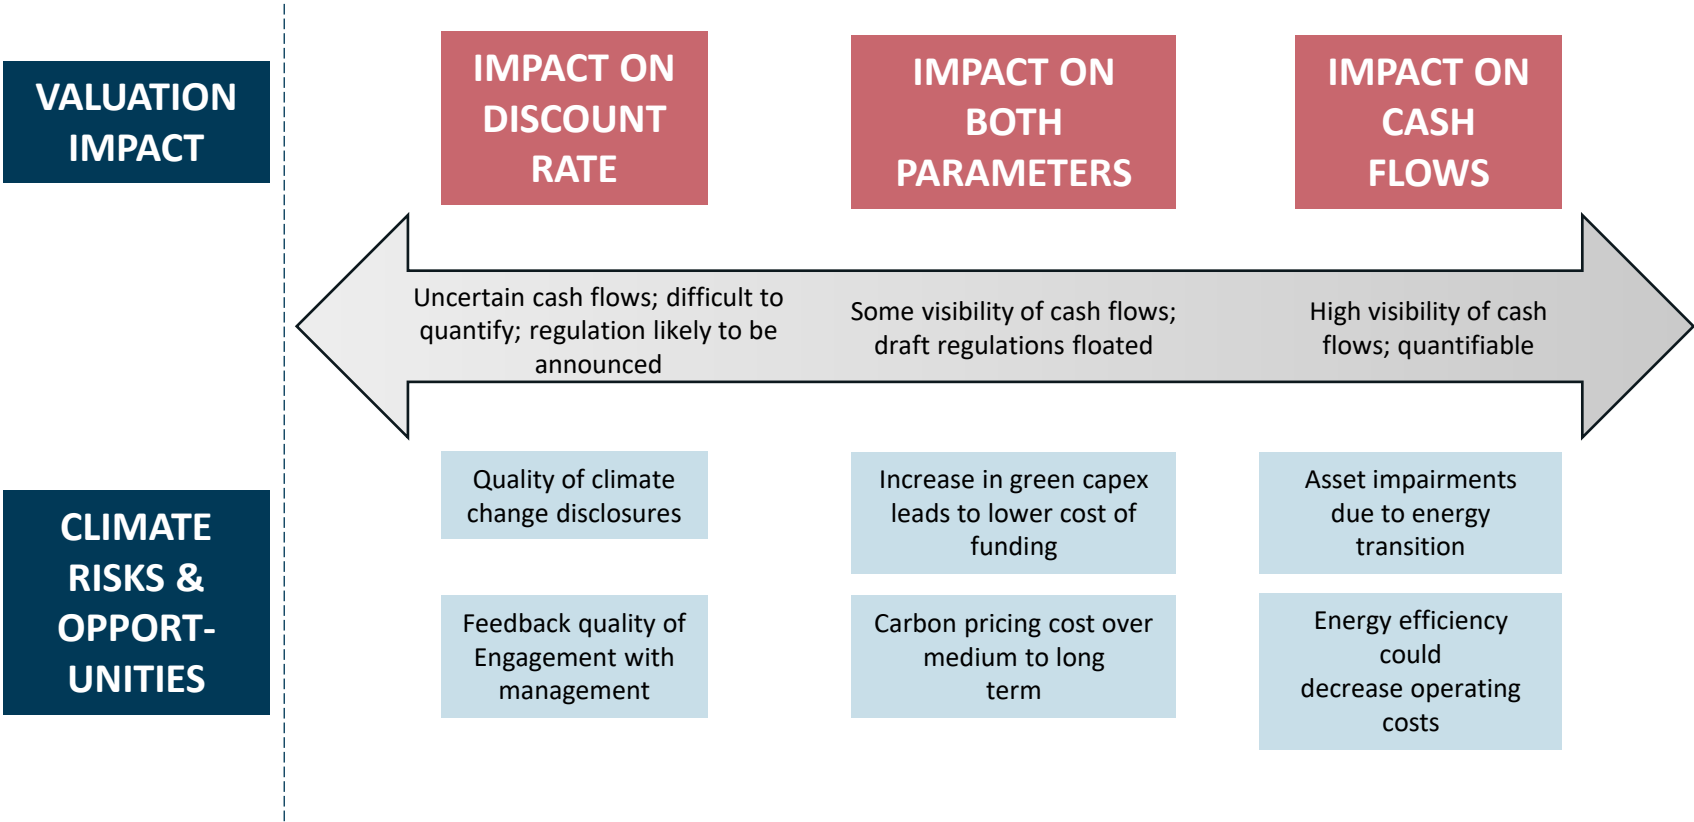 VALUATION
IMPACT
IMPACT ON
DISCOUNT
RATE
IMPACT ON
BOTH
PARAMETERS
IMPACT ON
CASH
FLOWS
Uncertain cash flows; difficult to
quantify; regulation likely to be
announced
Some visibility of cash flows;
draft regulations floated
High visibility of cash
flows; quantifiable
CLIMATE
RISKS &
OPPORT-
UNITIES
Quality of climate
change disclosures
Increase in green capex
leads to lower cost of
funding
Asset impairments
due to energy
transition
Feedback quality of
Engagement with
management
Carbon pricing cost over
medium to long
term
Energy efficiency
could
decrease operating
costs